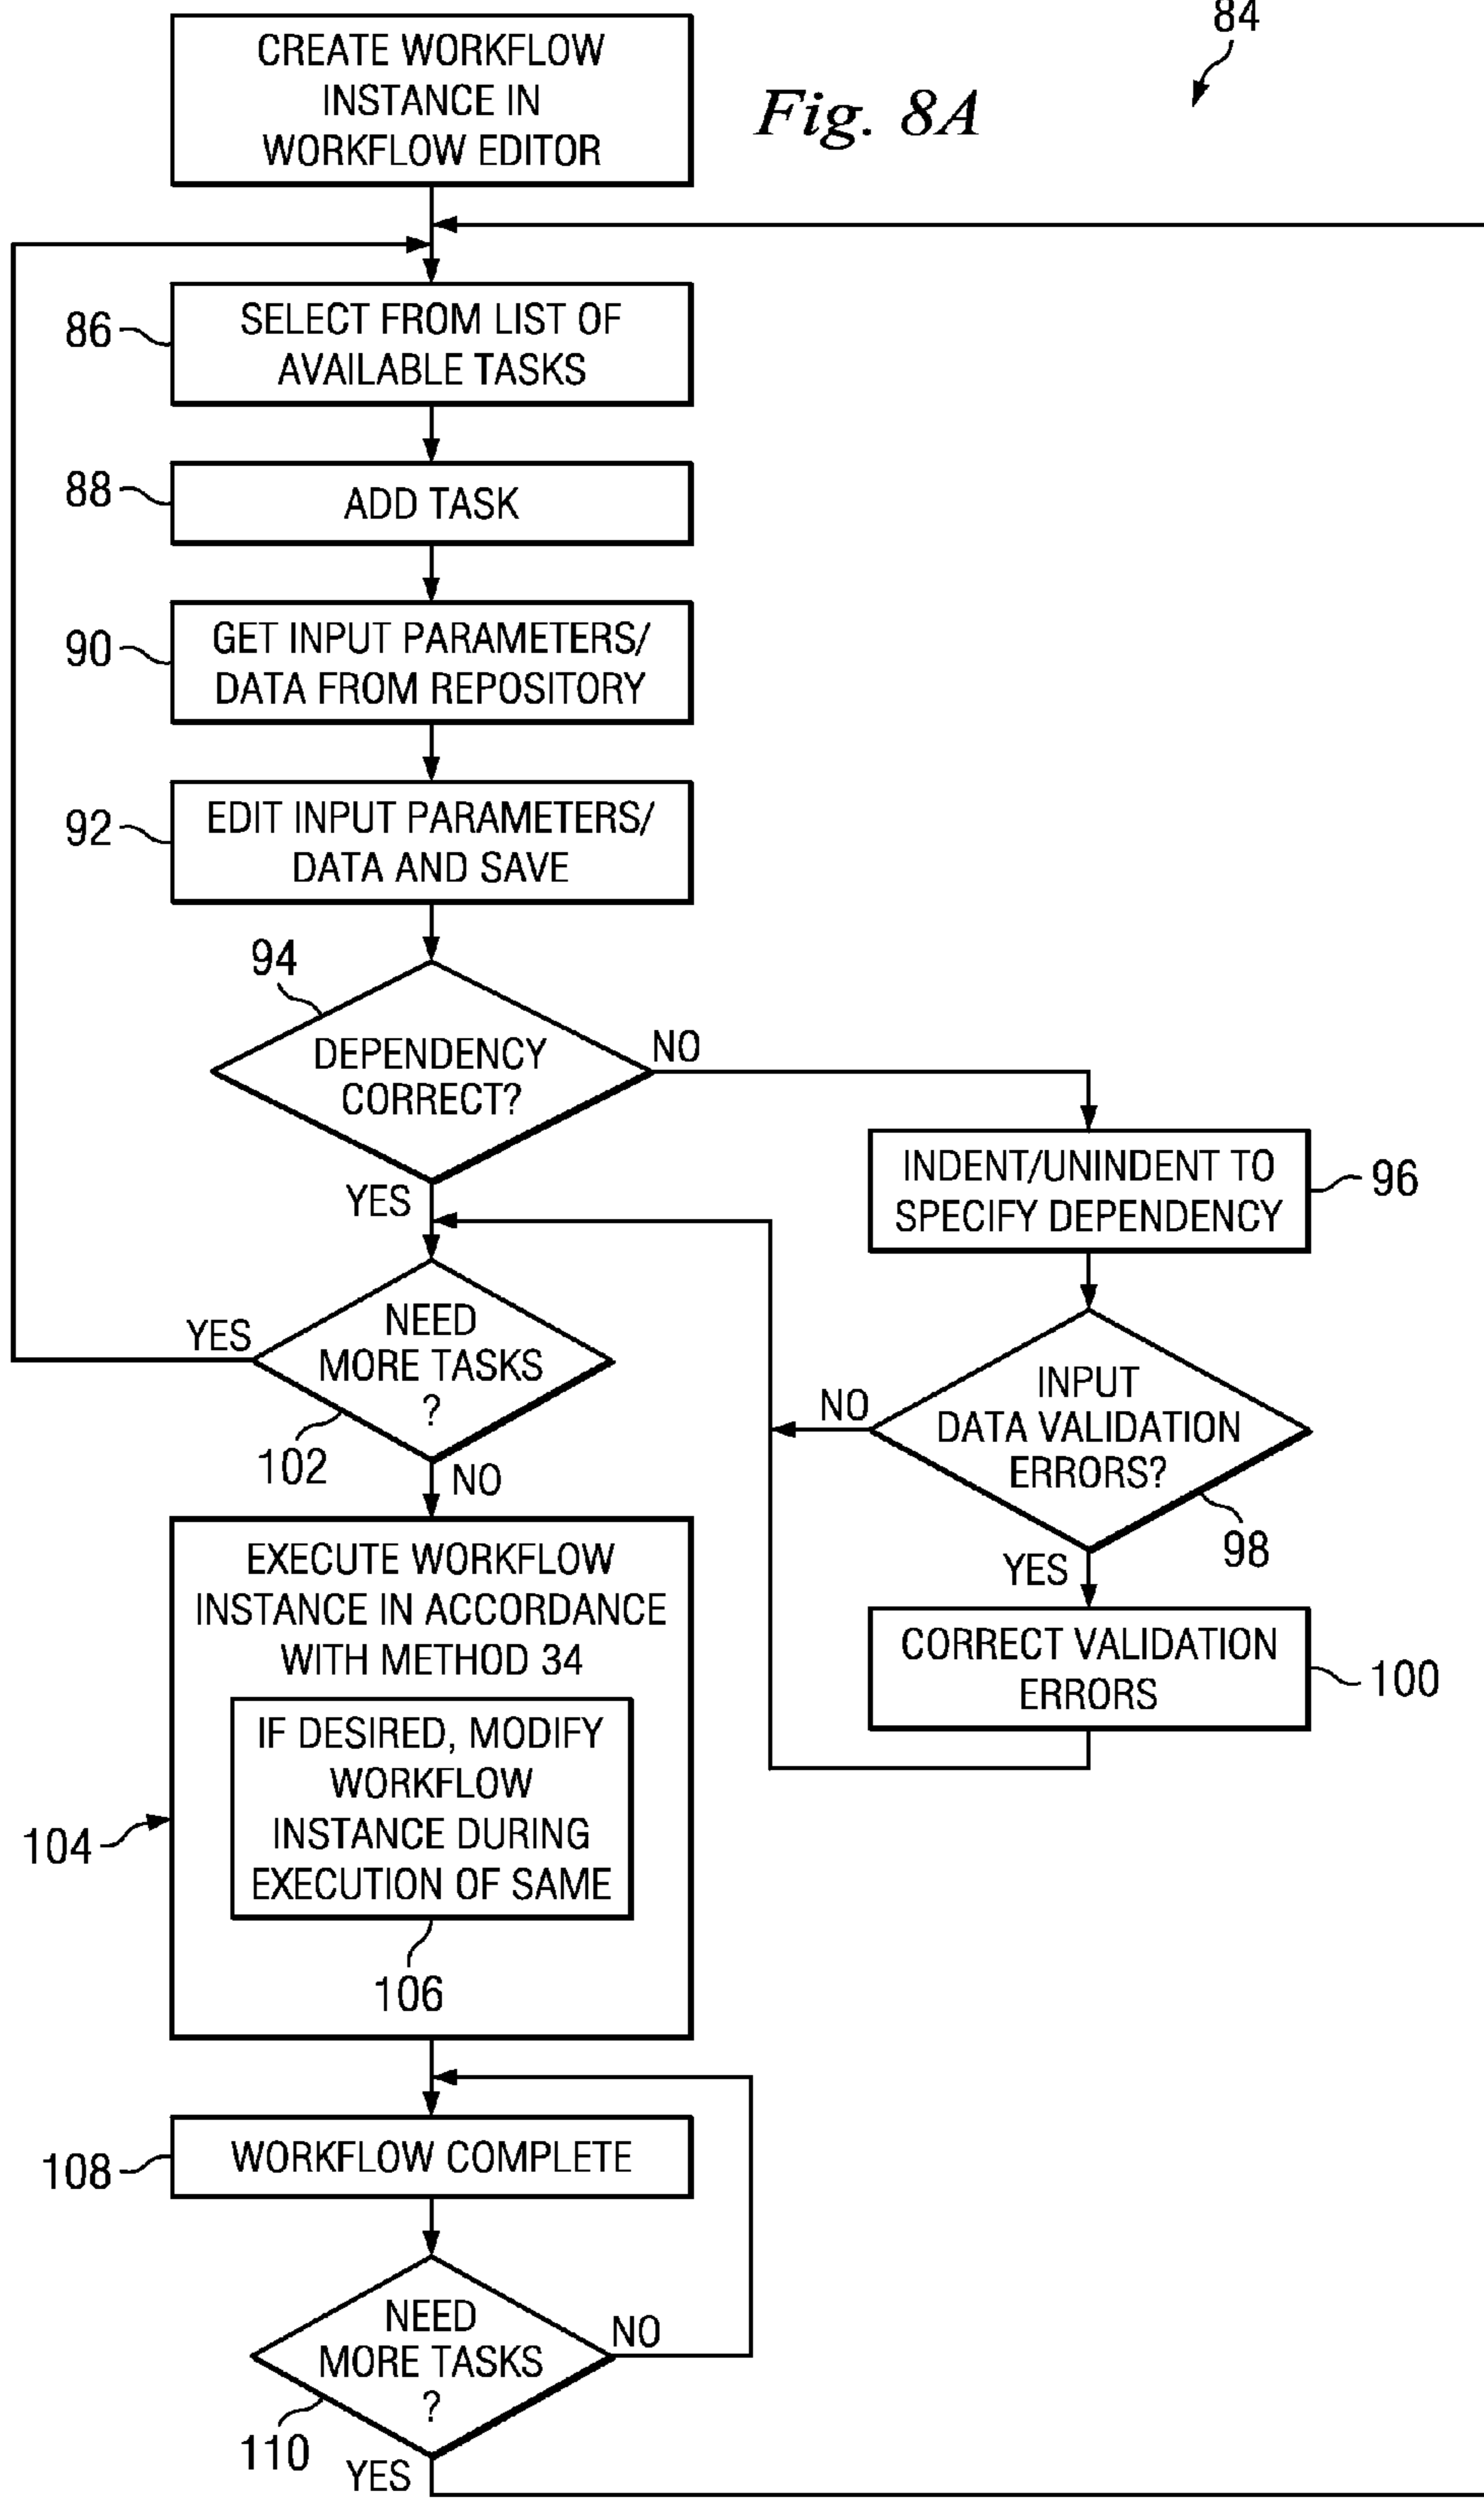 84
CREATE WORKFLOW
INSTANCE IN
WORKFLOW EDITOR
Fig. 8A
86
SELECT FROM LIST OF
AVAILABLE TASKS
88
ADD TASK
90
GET INPUT PARAMETERS/
DATA FROM REPOSITORY
92
EDIT INPUT PARAMETERS/
DATA AND SAVE
94
DEPENDENCY
CORRECT?
NO
YES
INDENT/UNINDENT TO
SPECIFY DEPENDENCY
96
YES
NEED
MORE TASKS
?
102
NO
INPUT
DATA VALIDATION
ERRORS?
NO
98
YES
CORRECT VALIDATION
ERRORS
100
EXECUTE WORKFLOW
INSTANCE IN ACCORDANCE
WITH METHOD 34
IF DESIRED, MODIFY
WORKFLOW
INSTANCE DURING
EXECUTION OF SAME
104
106
108
WORKFLOW COMPLETE
NEED
MORE TASKS
?
NO
110
YES